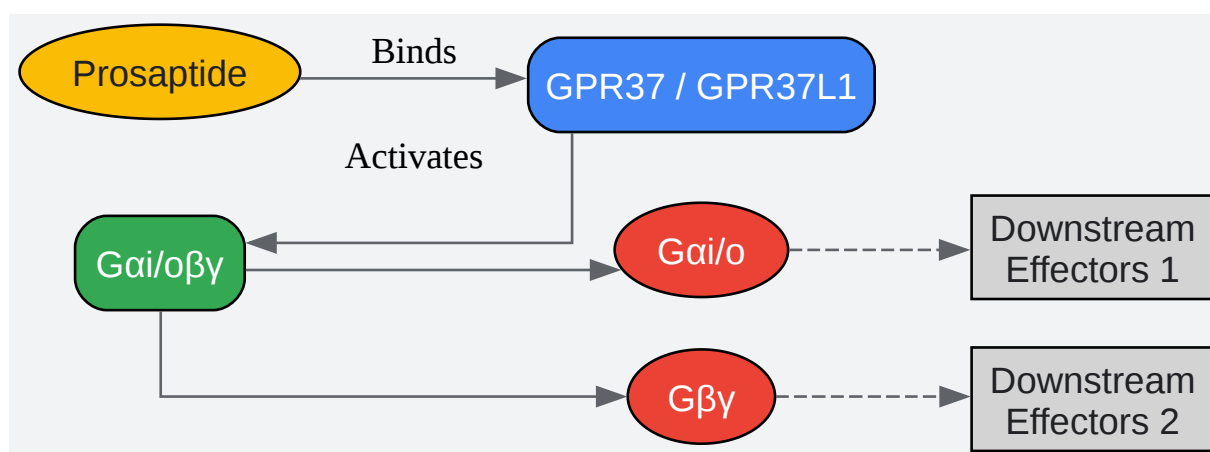 Prosaptide
Binds
GPR37 / GPR37L1
Activates
Gαi/oβγ
Gαi/o
Downstream
Effectors 1
Gβγ
Downstream
Effectors 2